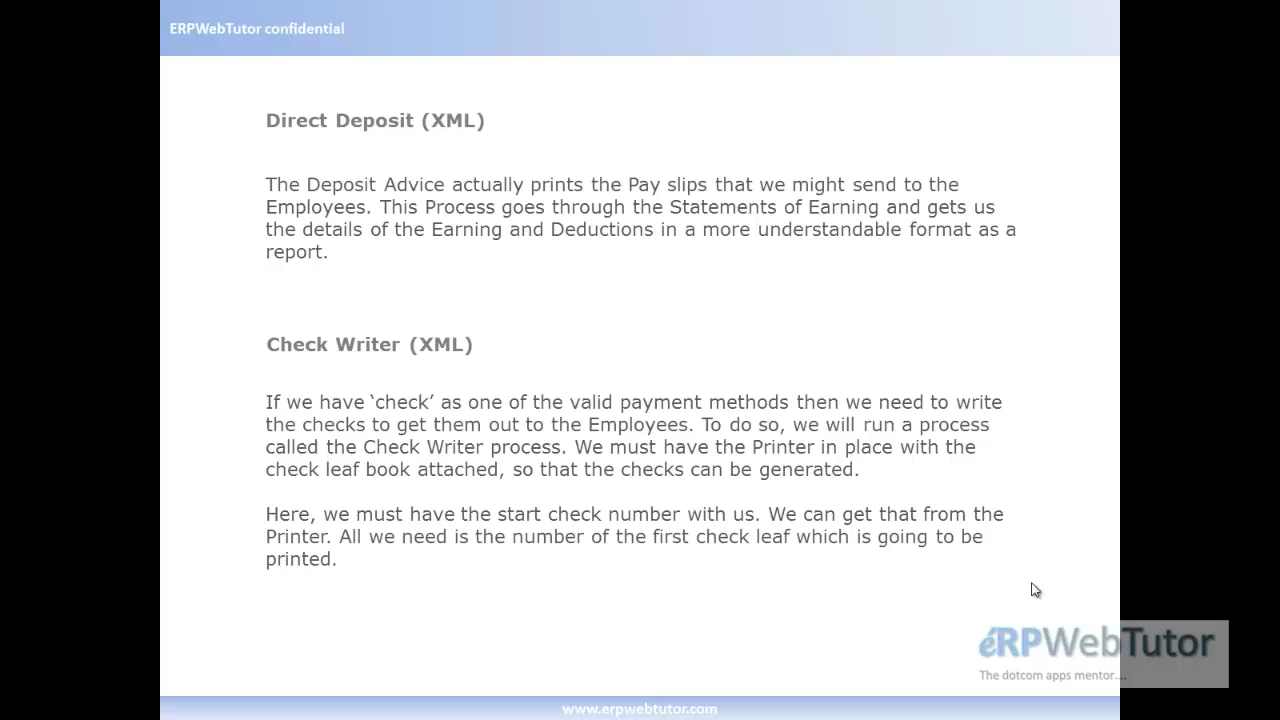 ERPWebTutor confidential
Direct Deposit (XML)
The Deposit Advice actually prints the Pay slips that we might send to the
Employees. This Process goes through the Statements of Earning and gets us
the details of the Earning and Deductions in a more understandable format as a
report.
Check Writer (XML)
If we have ‘check’ as one of the valid payment methods then we need to write
the checks to get them out to the Employees. To do so, we will run a process
called the Check Writer process. We must have the Printer in place with the
check leaf book attached, so that the checks can be generated.
Here, we must have the start check number with us. We can get that from the
Printer. All we need is the number of the first check leaf which is going to be
printed.
éRPWebTutor
The dotcom apps mentor....
www.erpwebtutor.com